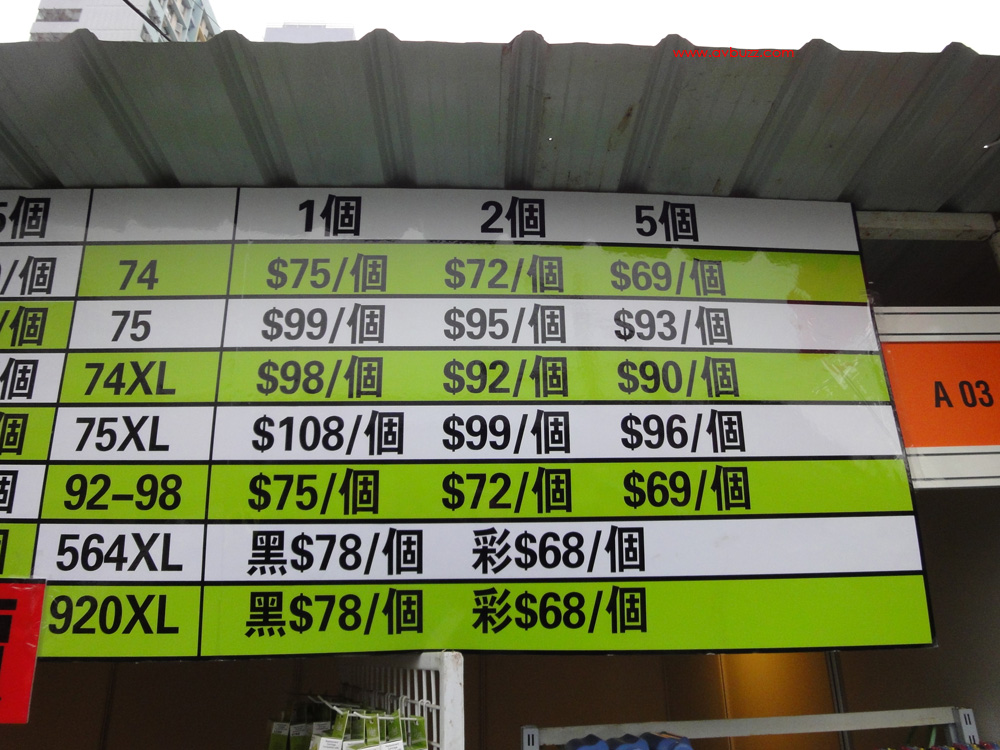 www.dvbuzz.com
5個 1個 2個 5個
/個 74 $75/個 $72/個 $69/個
/個 75 $99/個 $95/個 $93/個
個 74XL $98/個 $92/個 $90/個
個 75XL $108/個 $99/個 $96/個
92-98 $75/個 $72/個 $69/個
564XL 黑$78/個 彩$68/個
920XL 黑$78/個 彩$68/個
A 03